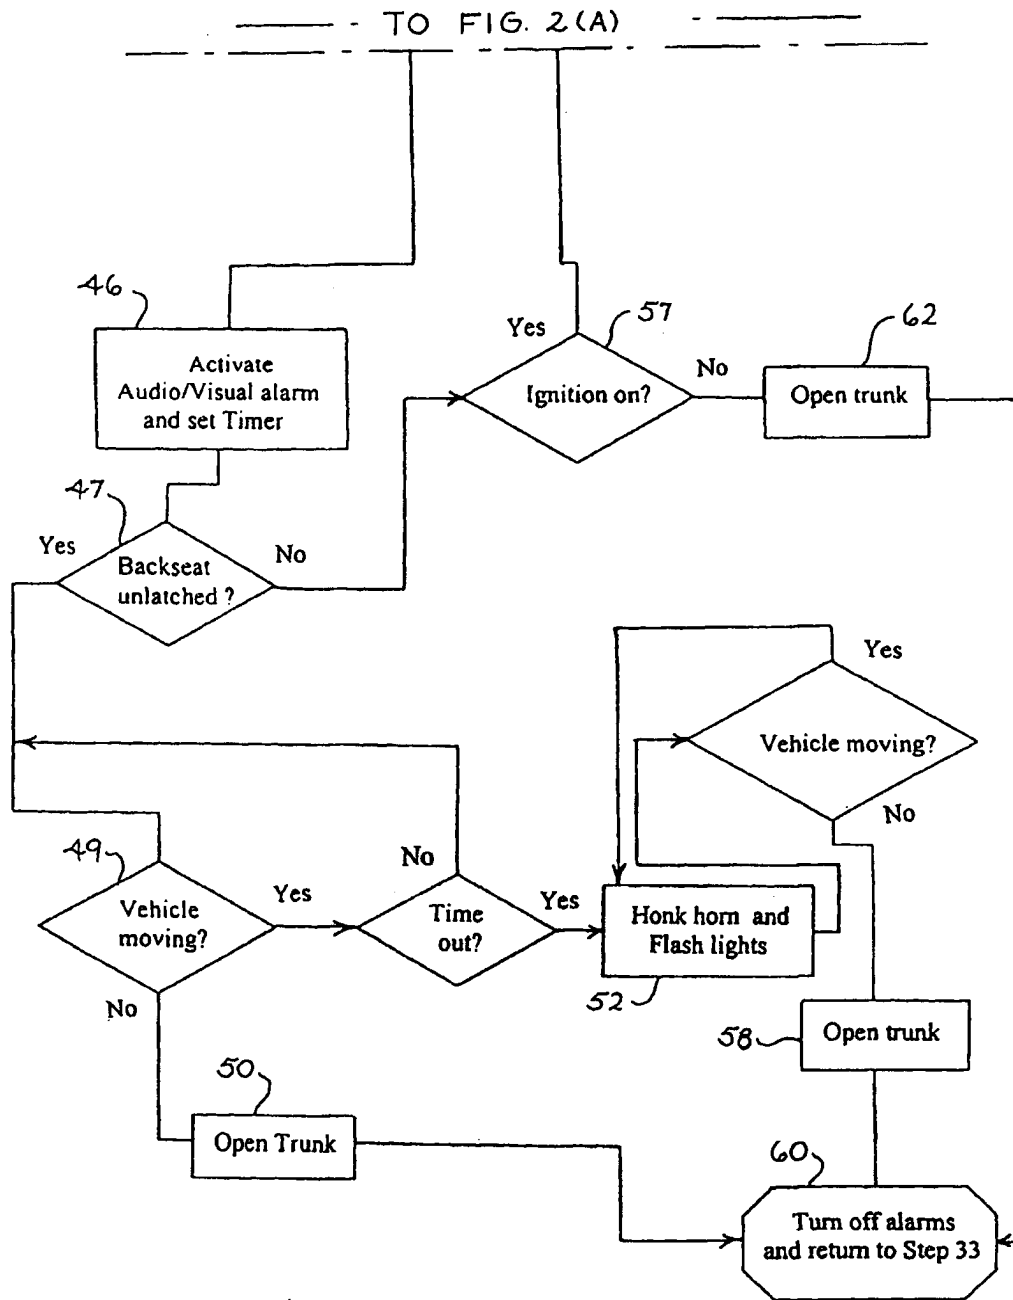 TO FIG. 2(A)
46
Activate
Audio/Visual alarm
and set Timer
57
Yes
Ignition on?
No
62
Open trunk
47
Yes
Backseat
unlatched ?
No
Yes
Vehicle moving?
No
49
Vehicle
moving?
Yes
No
No
Time
out?
Yes
Honk horn and
Flash lights
52
58
Open trunk
50
Open Trunk
60
Turn off alarms
and return to Step 33